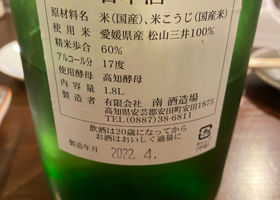 原材料名 米(国産)、米こうじ(国産米)
使用米 愛媛県産 松山三井100%
精米歩合 60%
アルコール分 17度
使用酵母 高知酵母
内容量 1.8L
製造者 有限会社 南酒造場
高知県安芸郡安田町安田1875
TEL(0887)38-6811
飲酒は20歳になってから
お酒はおいしく適量に
製造年月 2022.4.